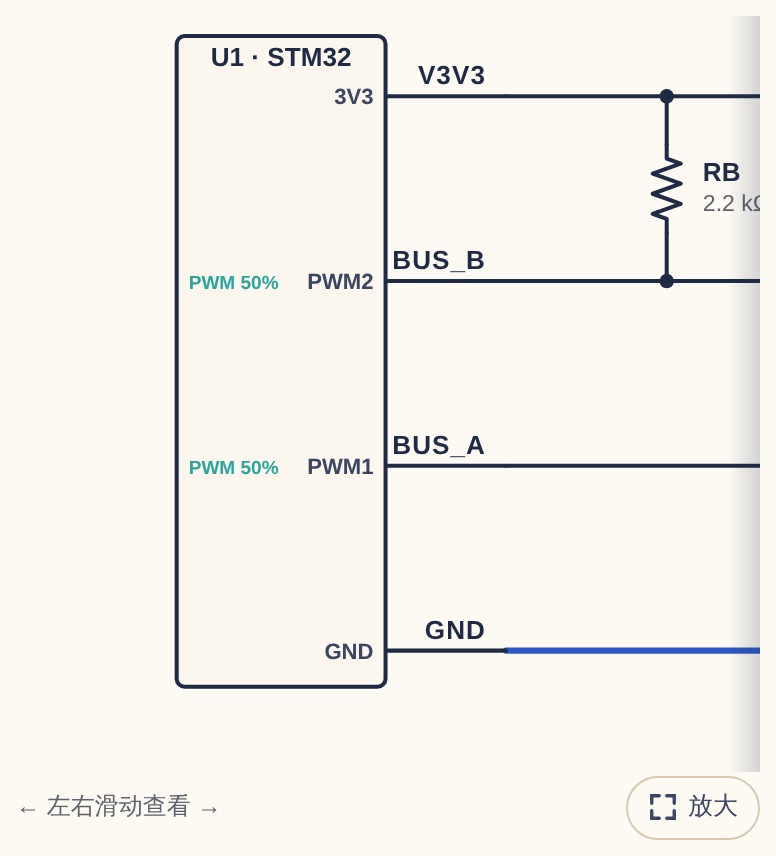 U1 · STM32
3V3
V3V3
RB
2.2 kΩ
PWM 50%
PWM2
BUS_B
PWM 50%
PWM1
BUS_A
GND
GND
← 左右滑动查看 →
放大